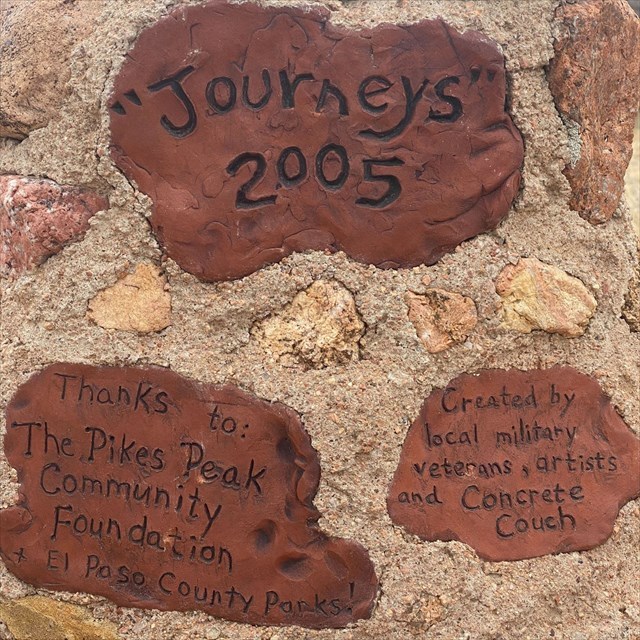 "Journeys"
2005
Thanks to:
The Pikes Peak
Community
Foundation
+ El Paso County Parks!
Created by
local military
veterans, artists
and Concrete
Couch